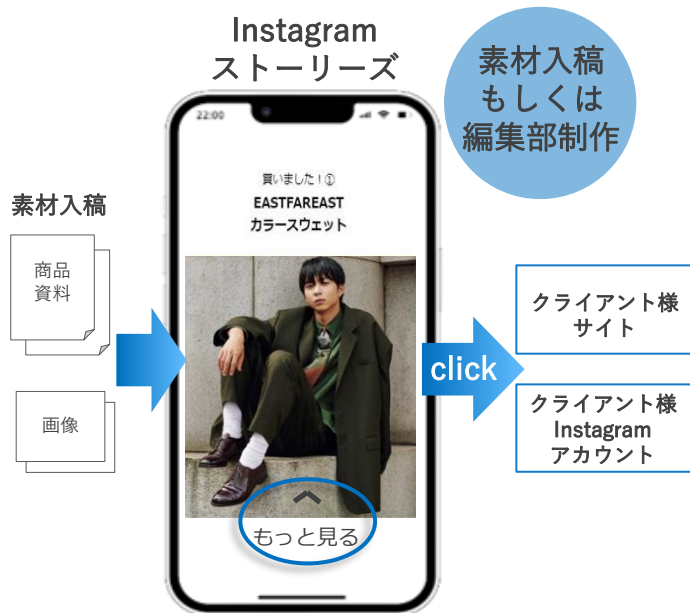 Instagram
ストーリーズ
素材入稿
もしくは
編集部制作
素材入稿
商品
資料
画像
22:00
買いました！①
EASTFAREAST
カラースウェット
もっと見る
click
クライアント様
サイト
クライアント様
Instagram
アカウント